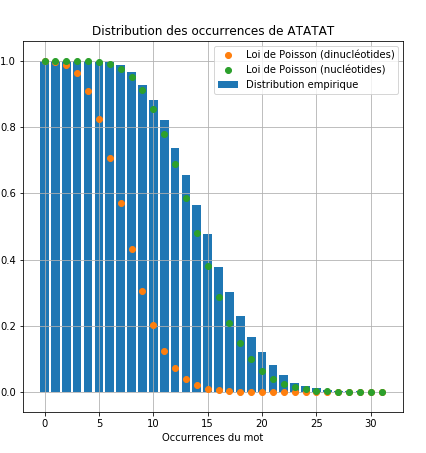 Distribution des occurrences de ATATAT
Loi de Poisson (dinucléotides)
Loi de Poisson (nucléotides)
Distribution empirique
1.0
0.8
0.6
0.4
0.2
0.0
0 5 10 15 20 25 30
Occurrences du mot